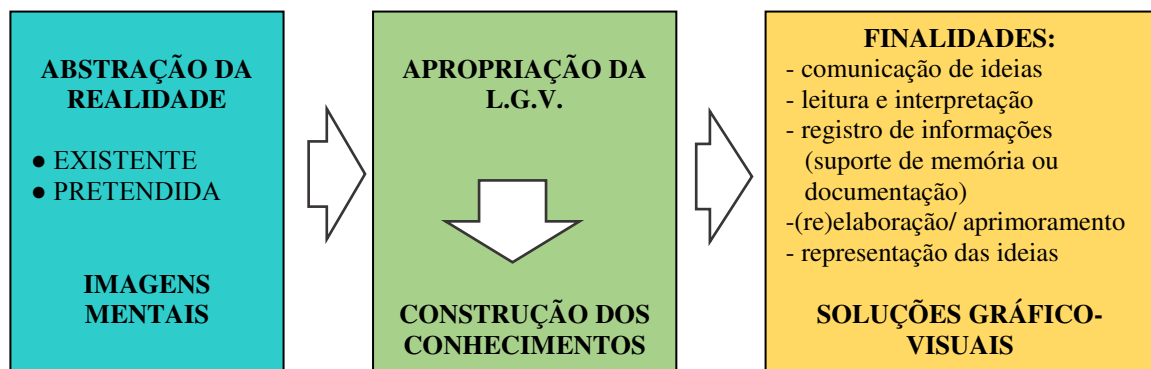 ABSTRAÇÃO DA
REALIDADE
● EXISTENTE
● PRETENDIDA
IMAGENS
MENTAIS
APROPRIAÇÃO DA
L.G.V.
CONSTRUÇÃO DOS
CONHECIMENTOS
FINALIDADES:
- comunicação de ideias
- leitura e interpretação
- registro de informações
(suporte de memória ou
documentação)
-(re)elaboração/ aprimoramento
- representação das ideias
SOLUÇÕES GRÁFICO-
VISUAIS